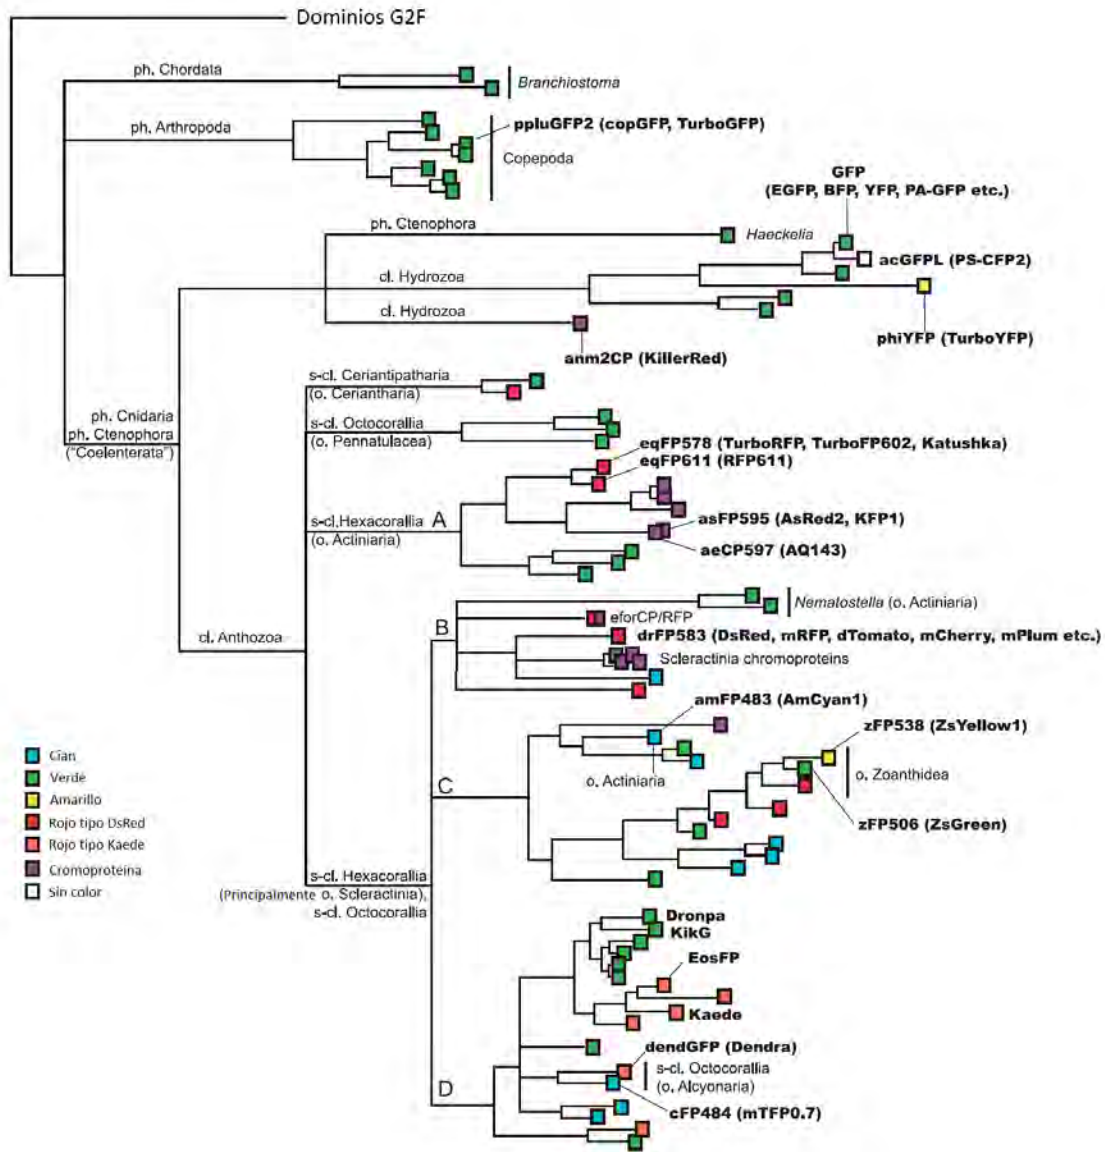 Dominios G2F
ph. Chordata
Branchiostoma
ph. Arthropoda
ppluGFP2 (copGFP, TurboGFP)
Copepoda
GFP
(EGFP, BFP, YFP, PA-GFP etc.)
ph. Ctenophora
Haeckelia
acGFPL (PS-CFP2)
cl. Hydrozoa
cl. Hydrozoa
phiYFP (TurboYFP)
anm2CP (KillerRed)
s-cl. Ceriantipatharia
(o. Ceriantharia)
ph. Cnidaria
ph. Ctenophora
("Coelenterata")
s-cl. Octocorallia
(o. Pennatulacea)
eqFP578 (TurboRFP, TurboFP602, Katushka)
eqFP611 (RFP611)
s-cl.Hexacorallia
(o. Actiniaria)
A
asFP595 (AsRed2, KFP1)
aeCP597 (AQ143)
Nematostella (o. Actiniaria)
B
eforCP/RFP
cl. Anthozoa
drFP583 (DsRed, mRFP, dTomato, mCherry, mPlum etc.)
Scleractinia chromoproteins
amFP483 (AmCyan1)
zFP538 (ZsYellow1)
o. Actiniaria
o. Zoanthidea
C
zFP506 (ZsGreen)
Cian
Verde
Amarillo
Rojo tipo DsRed
Rojo tipo Kaede
Cromoproteina
Sin color
s-cl. Hexacorallia
(Principalmente o. Scleractinia),
s-cl. Octocorallia
Dronpa
KikG
EosFP
Kaede
dendGFP (Dendra)
s-cl. Octocorallia
(o. Alcyonaria)
D
cFP484 (mTFP0.7)